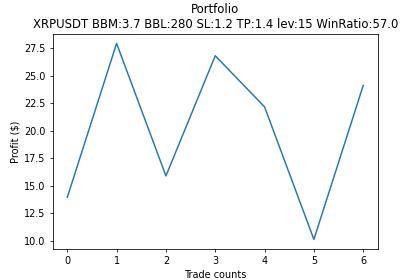 Portfolio
XRPUSDT BBM:3.7 BBL:280 SL:1.2 TP:1.4 lev:15 WinRatio:57.0
27.5
25.0
22.5
20.0
17.5
15.0
12.5
10.0
Profit ($)
0 1 2 3 4 5 6
Trade counts